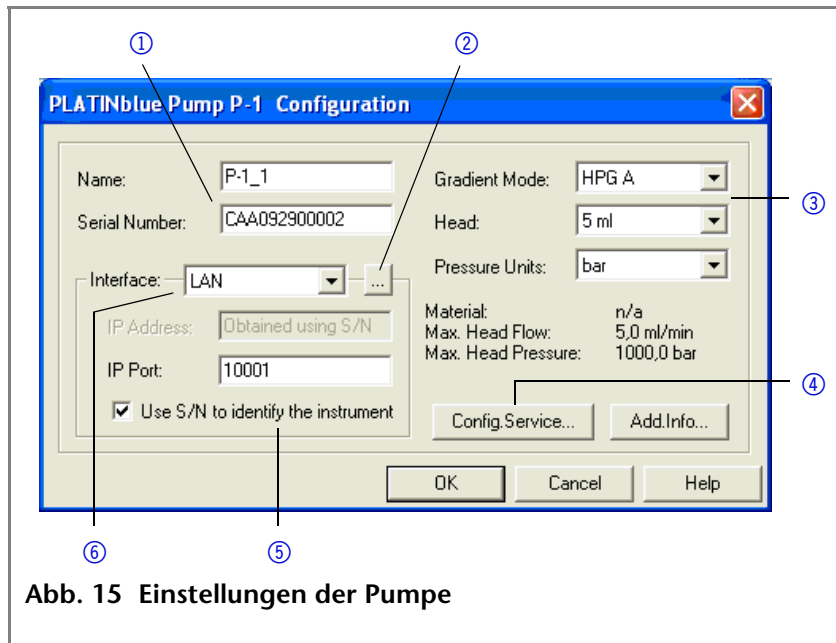 ① ②
PLATINblue Pump P-1 Configuration
Name: P-1_1 Gradient Mode: HPG A
③
Serial Number: CAA092900002 Head: 5 ml
Pressure Units: bar
Interface: LAN ...
Material: n/a
IP Address: Obtained using S/N Max. Head Flow: 5,0 ml/min
Max. Head Pressure: 1000,0 bar
IP Port: 10001
④
Use S/N to identify the instrument Config.Service... Add.Info...
OK Cancel Help
⑥ ⑤
Abb. 15 Einstellungen der Pumpe